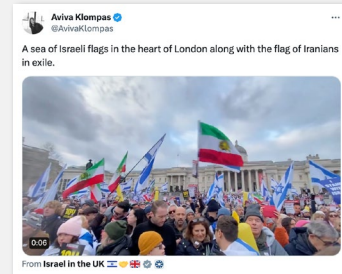 Aviva Klompas
@AvivaKlompas
A sea of Israeli flags in the heart of London along with the flag of Iranians
in exile.
0:06
From Israel in the UK